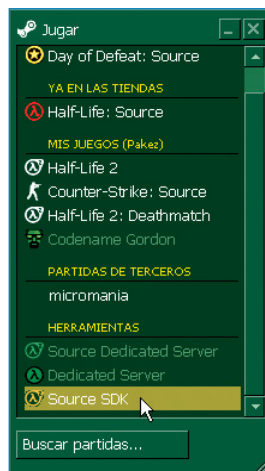 Jugar
Day of Defeat: Source
YA EN LAS TIENDAS
Half-Life: Source
MIS JUEGOS (Pakez)
Half-Life 2
Counter-Strike: Source
Half-Life 2: Deathmatch
Codename Gordon
PARTIDAS DE TERCEROS
micromania
HERRAMIENTAS
Source Dedicated Server
Dedicated Server
Source SDK
Buscar partidas...